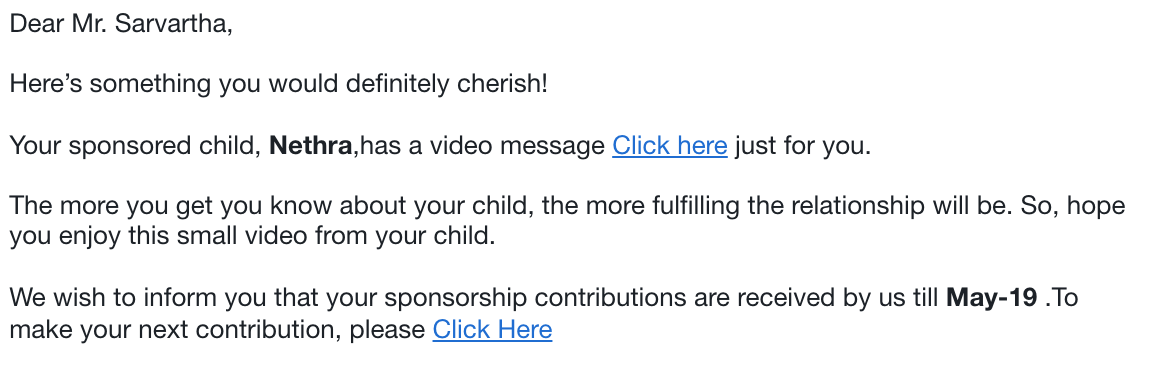 Dear Mr. Sarvartha,
Here’s something you would definitely cherish!
Your sponsored child, Nethra,has a video message Click here just for you.
The more you get you know about your child, the more fulfilling the relationship will be. So, hope
you enjoy this small video from your child.
We wish to inform you that your sponsorship contributions are received by us till May-19 .To
make your next contribution, please Click Here